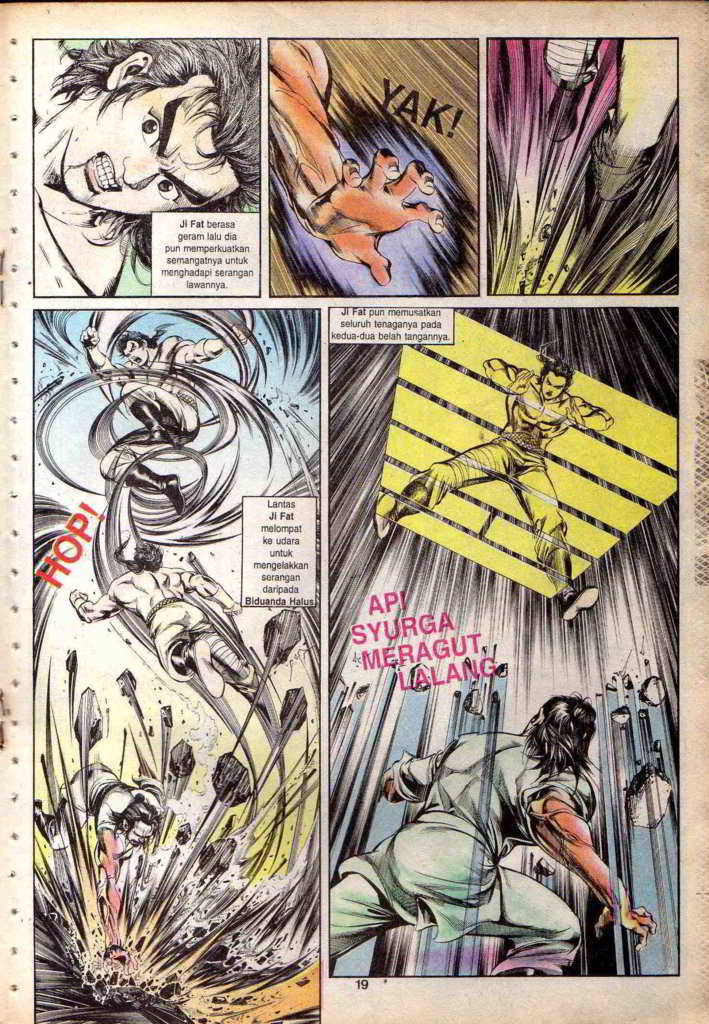 Ji Fat berasa
geram lalu dia
pun memperkuatkan
semangatnya untuk
menghadapi serangan
lawannya.
YAK!
HOP!
Lantas
Ji Fat
melompat
ke udara
untuk
mengelakkan
serangan
daripada
Biduanda Halus
Ji Fat pun memusatkan
seluruh tenaganya pada
kedua-dua belah tangannya.
API
SYURGA
MERAGUT
LALANG
19